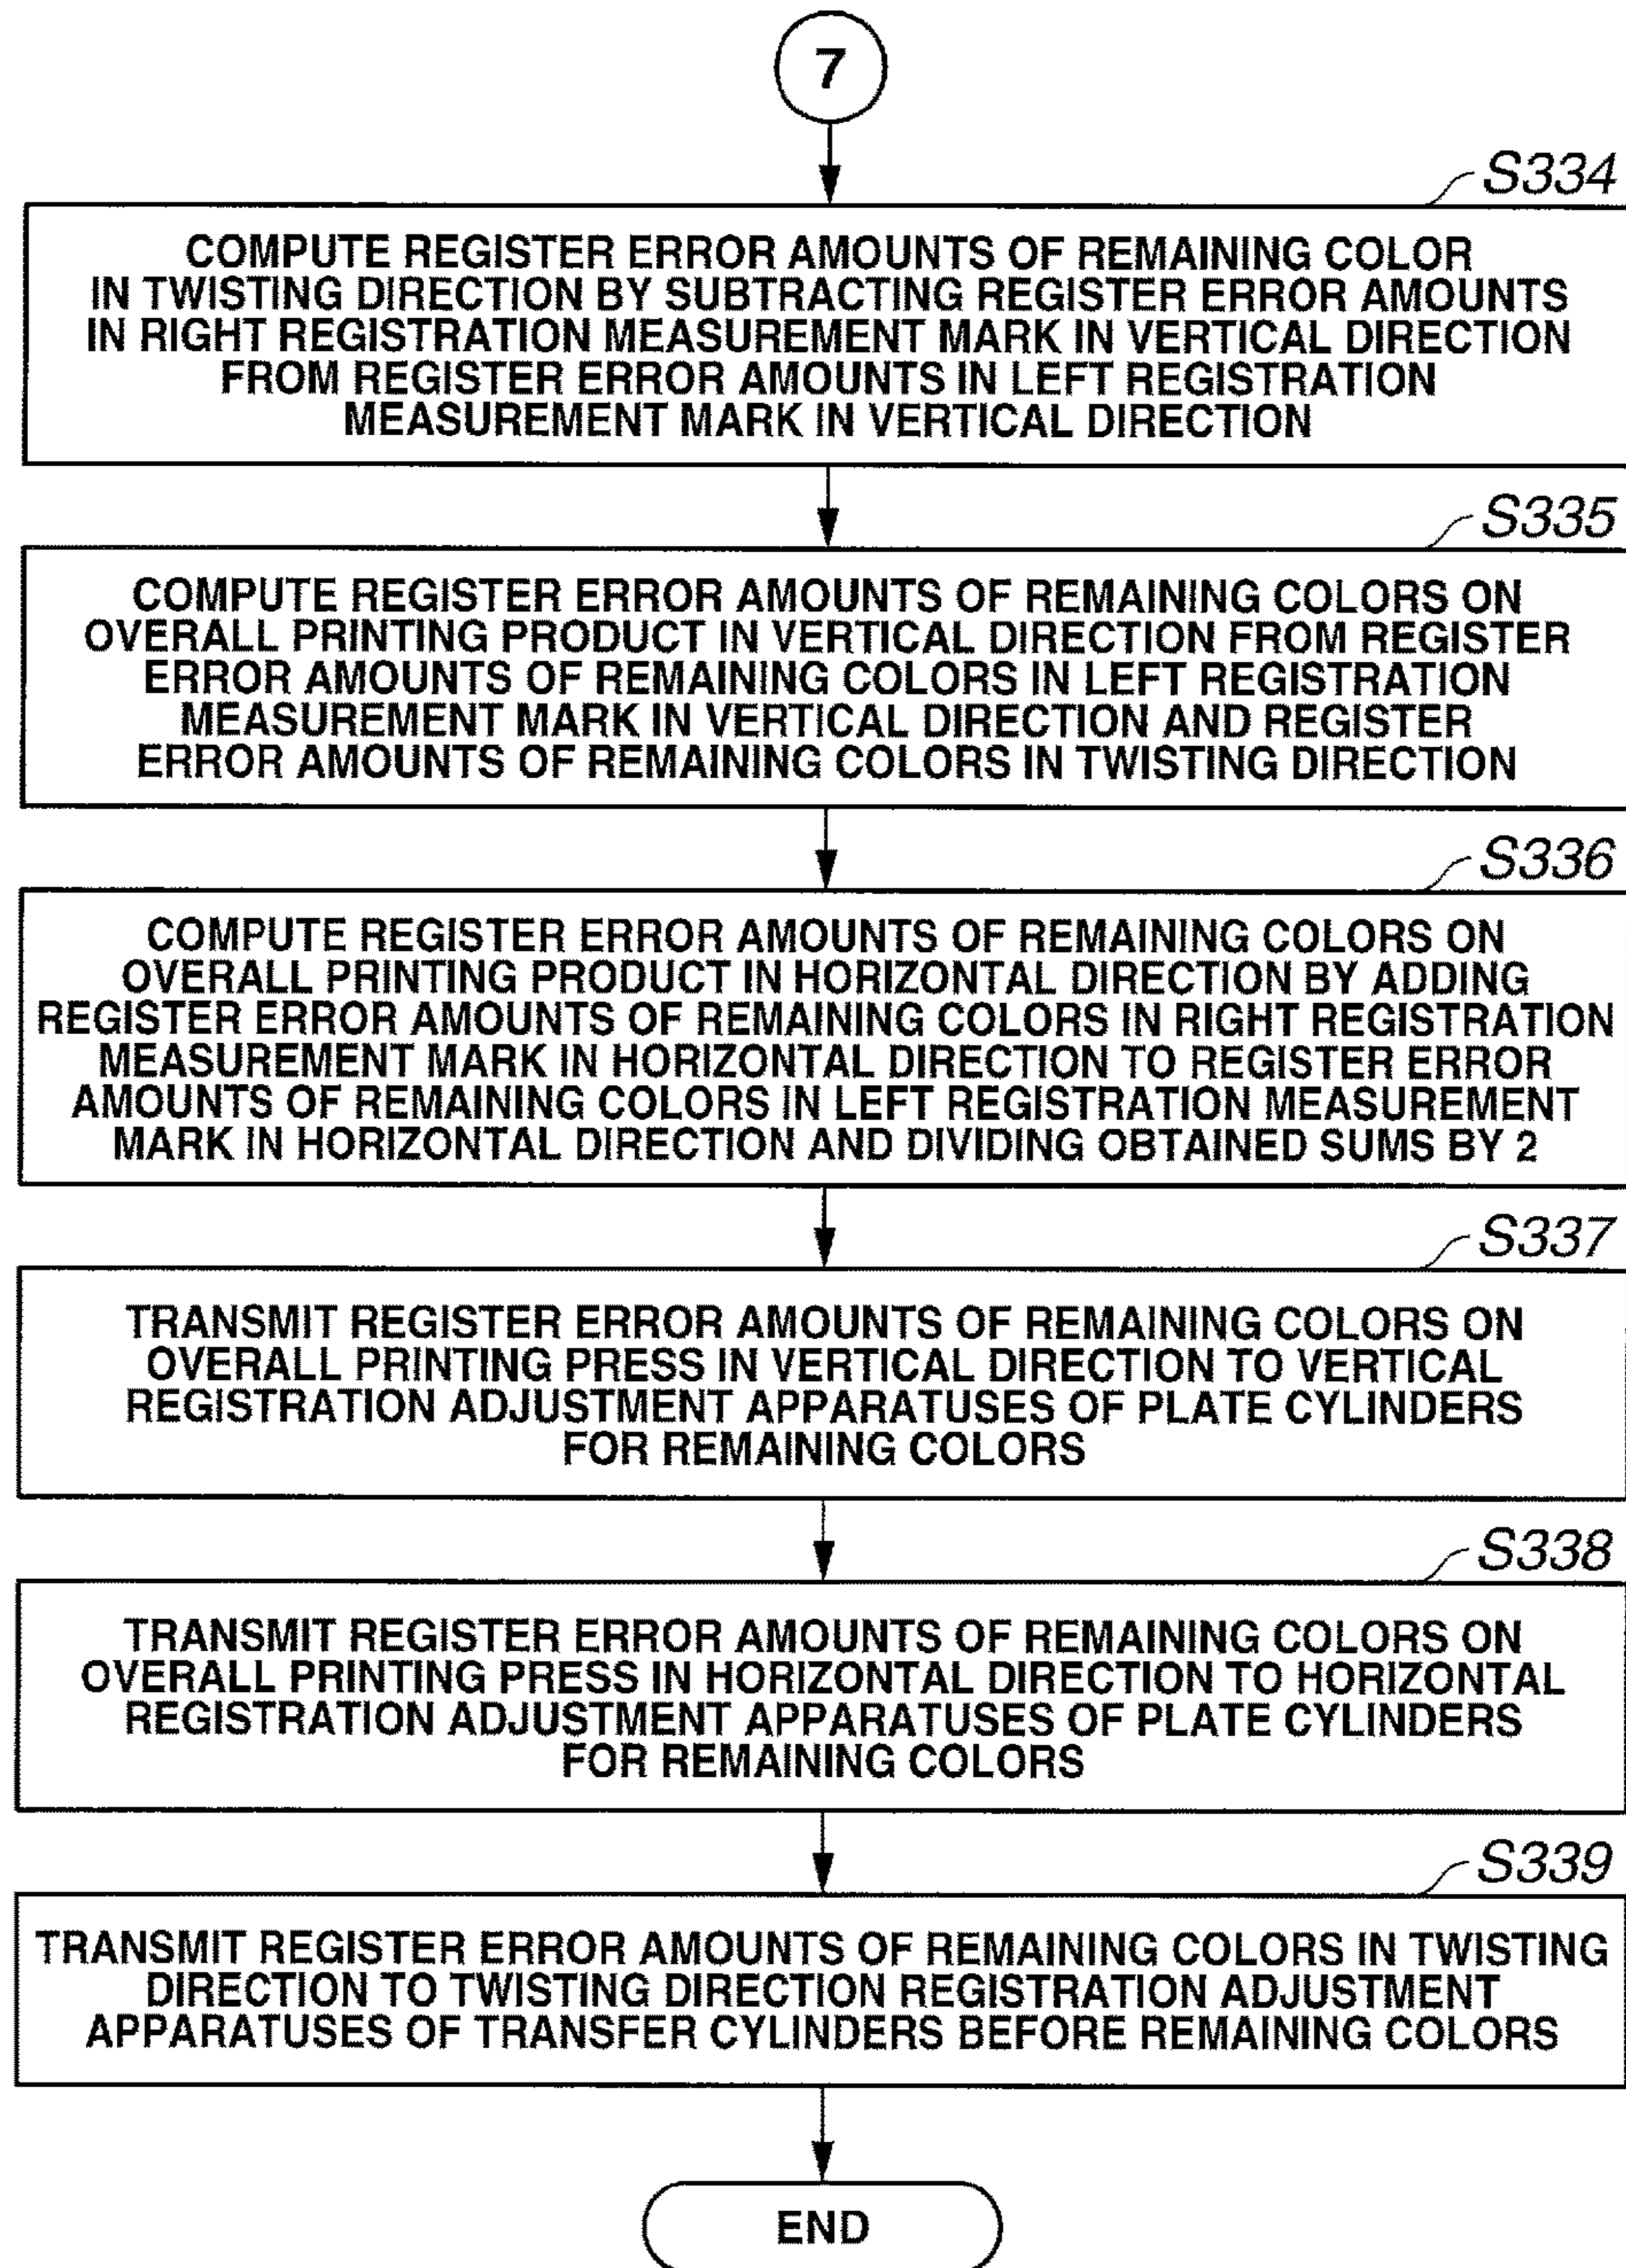 7
S334
COMPUTE REGISTER ERROR AMOUNTS OF REMAINING COLOR
IN TWISTING DIRECTION BY SUBTRACTING REGISTER ERROR AMOUNTS
IN RIGHT REGISTRATION MEASUREMENT MARK IN VERTICAL DIRECTION
FROM REGISTER ERROR AMOUNTS IN LEFT REGISTRATION
MEASUREMENT MARK IN VERTICAL DIRECTION
S335
COMPUTE REGISTER ERROR AMOUNTS OF REMAINING COLORS ON
OVERALL PRINTING PRODUCT IN VERTICAL DIRECTION FROM REGISTER
ERROR AMOUNTS OF REMAINING COLORS IN LEFT REGISTRATION
MEASUREMENT MARK IN VERTICAL DIRECTION AND REGISTER
ERROR AMOUNTS OF REMAINING COLORS IN TWISTING DIRECTION
S336
COMPUTE REGISTER ERROR AMOUNTS OF REMAINING COLORS ON
OVERALL PRINTING PRODUCT IN HORIZONTAL DIRECTION BY ADDING
REGISTER ERROR AMOUNTS OF REMAINING COLORS IN RIGHT REGISTRATION
MEASUREMENT MARK IN HORIZONTAL DIRECTION TO REGISTER ERROR
AMOUNTS OF REMAINING COLORS IN LEFT REGISTRATION MEASUREMENT
MARK IN HORIZONTAL DIRECTION AND DIVIDING OBTAINED SUMS BY 2
S337
TRANSMIT REGISTER ERROR AMOUNTS OF REMAINING COLORS ON
OVERALL PRINTING PRESS IN VERTICAL DIRECTION TO VERTICAL
REGISTRATION ADJUSTMENT APPARATUSES OF PLATE CYLINDERS
FOR REMAINING COLORS
S338
TRANSMIT REGISTER ERROR AMOUNTS OF REMAINING COLORS ON
OVERALL PRINTING PRESS IN HORIZONTAL DIRECTION TO HORIZONTAL
REGISTRATION ADJUSTMENT APPARATUSES OF PLATE CYLINDERS
FOR REMAINING COLORS
S339
TRANSMIT REGISTER ERROR AMOUNTS OF REMAINING COLORS IN TWISTING
DIRECTION TO TWISTING DIRECTION REGISTRATION ADJUSTMENT
APPARATUSES OF TRANSFER CYLINDERS BEFORE REMAINING COLORS
END